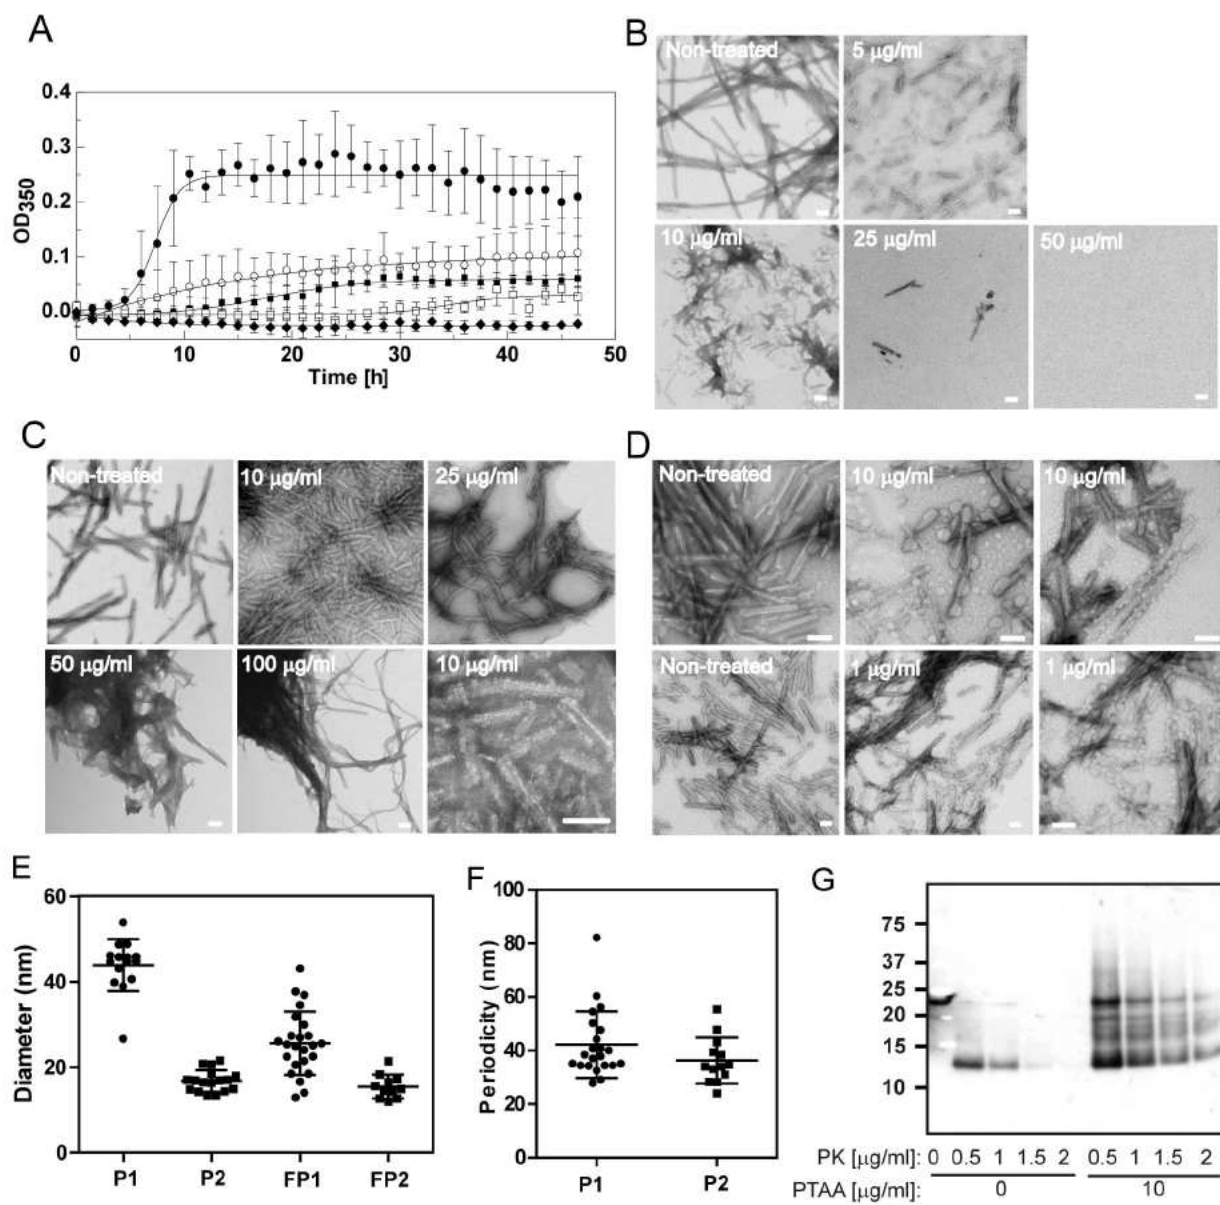 A
0.4
0.3
0.2
0.1
0.0
OD350
0 10 20 30 40 50
Time [h]
B
Non-treated
5 µg/ml
10 µg/ml
25 µg/ml
50 µg/ml
C
Non-treated
10 µg/ml
25 µg/ml
50 µg/ml
100 µg/ml
10 µg/ml
D
Non-treated
10 µg/ml
10 µg/ml
Non-treated
1 µg/ml
1 µg/ml
E
60
40
20
0
Diameter (nm)
P1 P2 FP1 FP2
F
100
80
60
40
20
0
Periodicity (nm)
P1 P2
G
75
37
25
20
15
10
PK [µg/ml]: 0 0.5 1 1.5 2 0.5 1 1.5 2
PTAA [µg/ml]: 0 10